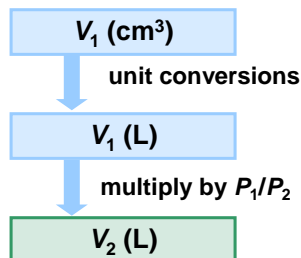 V₁ (cm³)
unit conversions
V₁ (L)
multiply by P₁/P₂
V₂ (L)